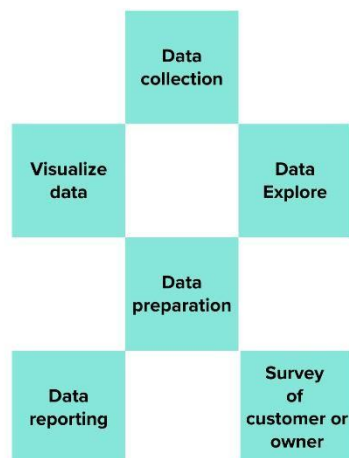 Data
collection
Visualize
data
Data
Explore
Data
preparation
Data
reporting
Survey
of
customer or
owner